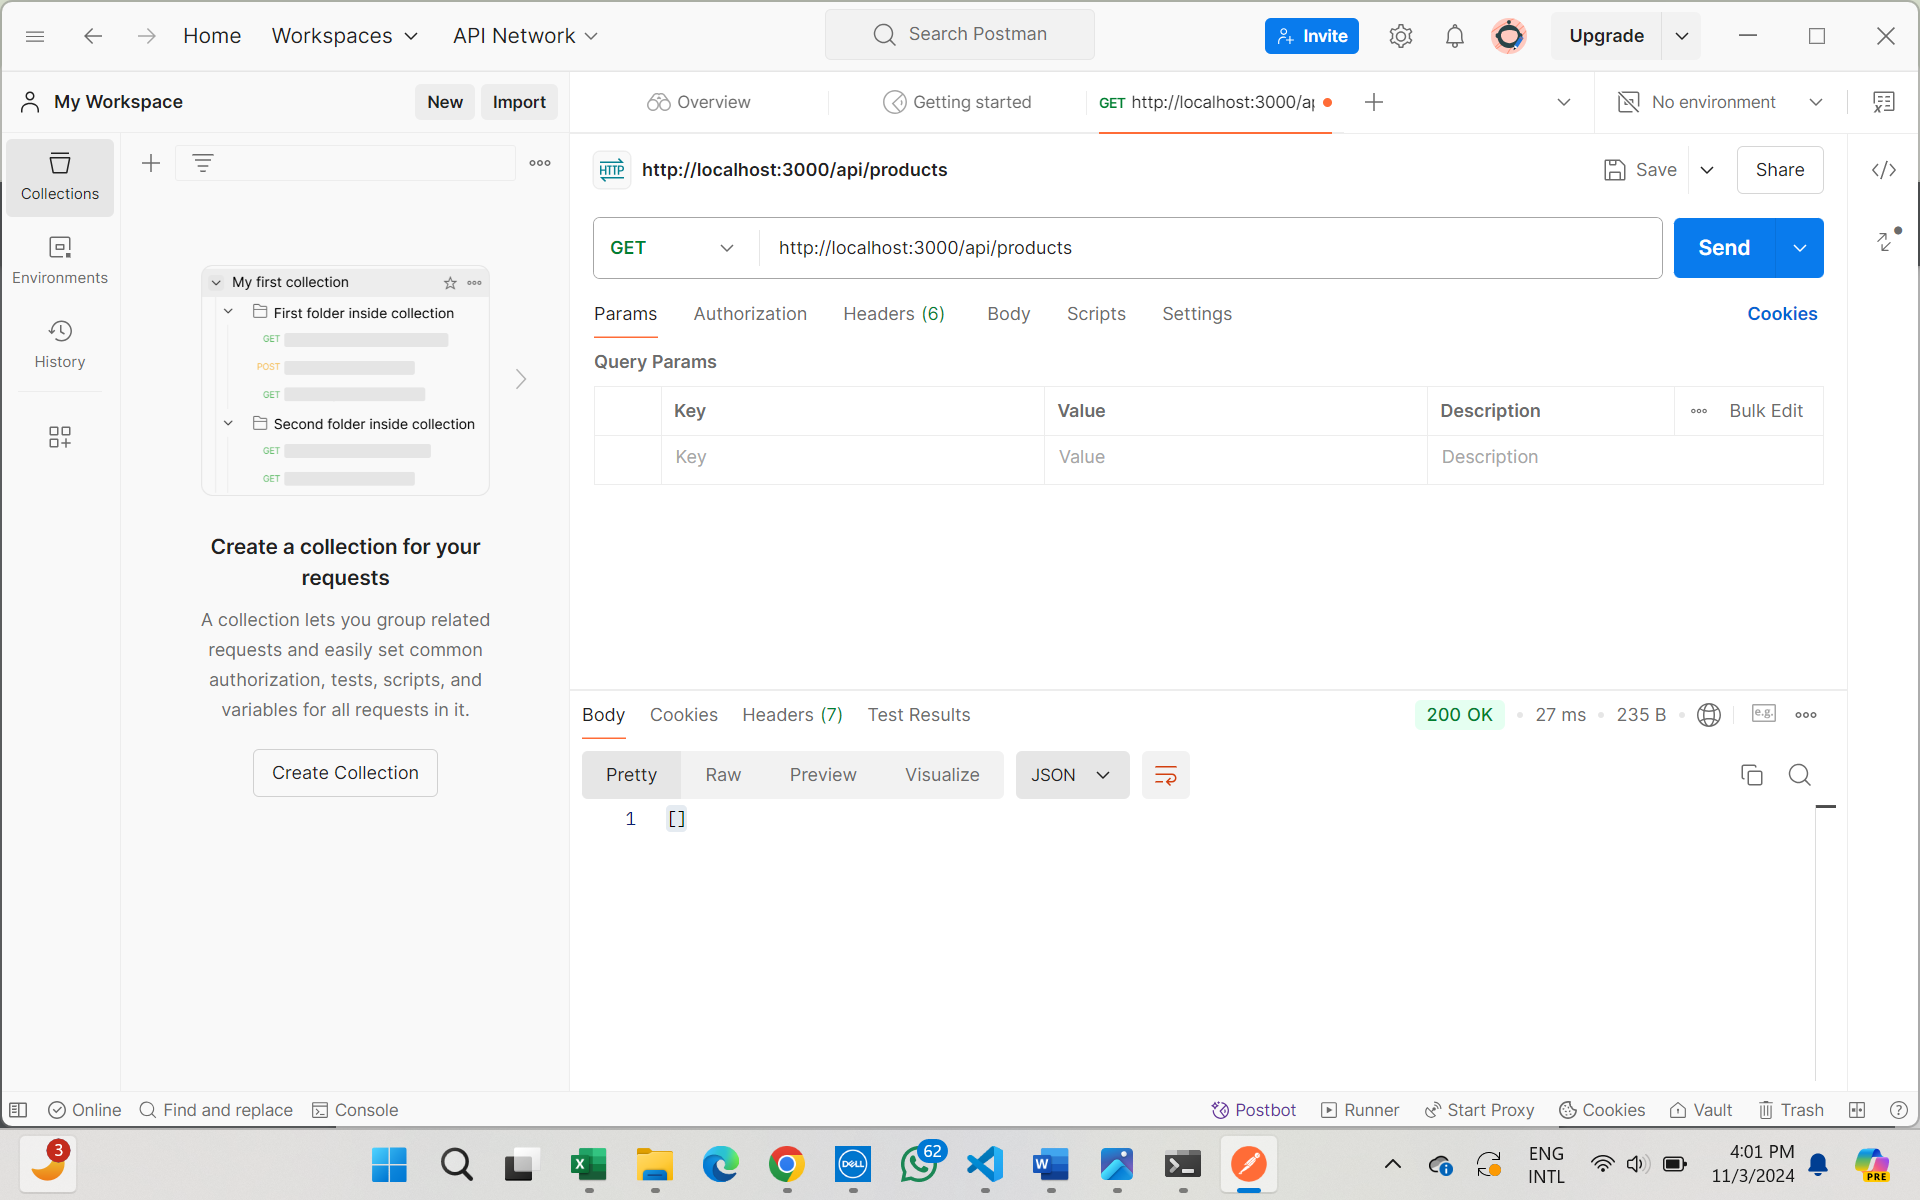 Home
Workspaces
API Network
Search Postman
Invite
Upgrade
My Workspace
New
Import
Overview
Getting started
GET http://localhost:3000/ap
No environment
Collections
Environments
History
My first collection
First folder inside collection
GET
POST
GET
Second folder inside collection
GET
GET
Create a collection for your
requests
A collection lets you group related
requests and easily set common
authorization, tests, scripts, and
variables for all requests in it.
Create Collection
HTTP
http://localhost:3000/api/products
Save
Share
GET
http://localhost:3000/api/products
Send
Params
Authorization
Headers (6)
Body
Scripts
Settings
Cookies
Query Params
Key
Value
Description
Bulk Edit
Key
Value
Description
Body
Cookies
Headers (7)
Test Results
200 OK
27 ms
235 B
e.g.
Pretty
Raw
Preview
Visualize
JSON
1 []
Online
Find and replace
Console
Postbot
Runner
Start Proxy
Cookies
Vault
Trash
3
X
DELL
62
W
ENG
INTL
4:01 PM
11/3/2024
PRE